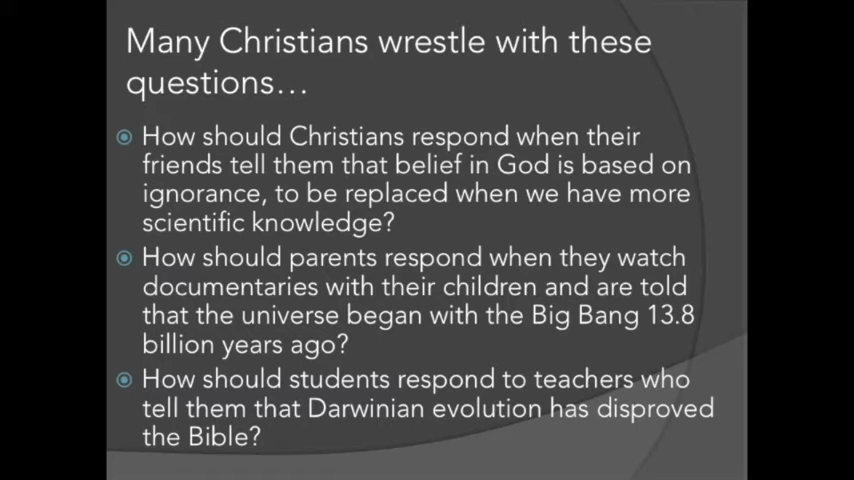 Many Christians wrestle with these
questions…
How should Christians respond when their
friends tell them that belief in God is based on
ignorance, to be replaced when we have more
scientific knowledge?
How should parents respond when they watch
documentaries with their children and are told
that the universe began with the Big Bang 13.8
billion years ago?
How should students respond to teachers who
tell them that Darwinian evolution has disproved
the Bible?